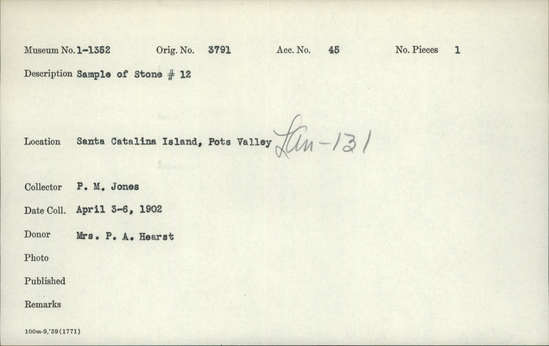 Museum No. 1-1352 Orig. No. 3791 Acc. No. 45 No. Pieces 1
Description Sample of Stone # 12
Location Santa Catalina Island, Pots Valley LAn-131
Collector P. M. Jones
Date Coll. April 3-6, 1902
Donor Mrs. P. A. Hearst
Photo
Published
Remarks
100m-9,'39(1771)